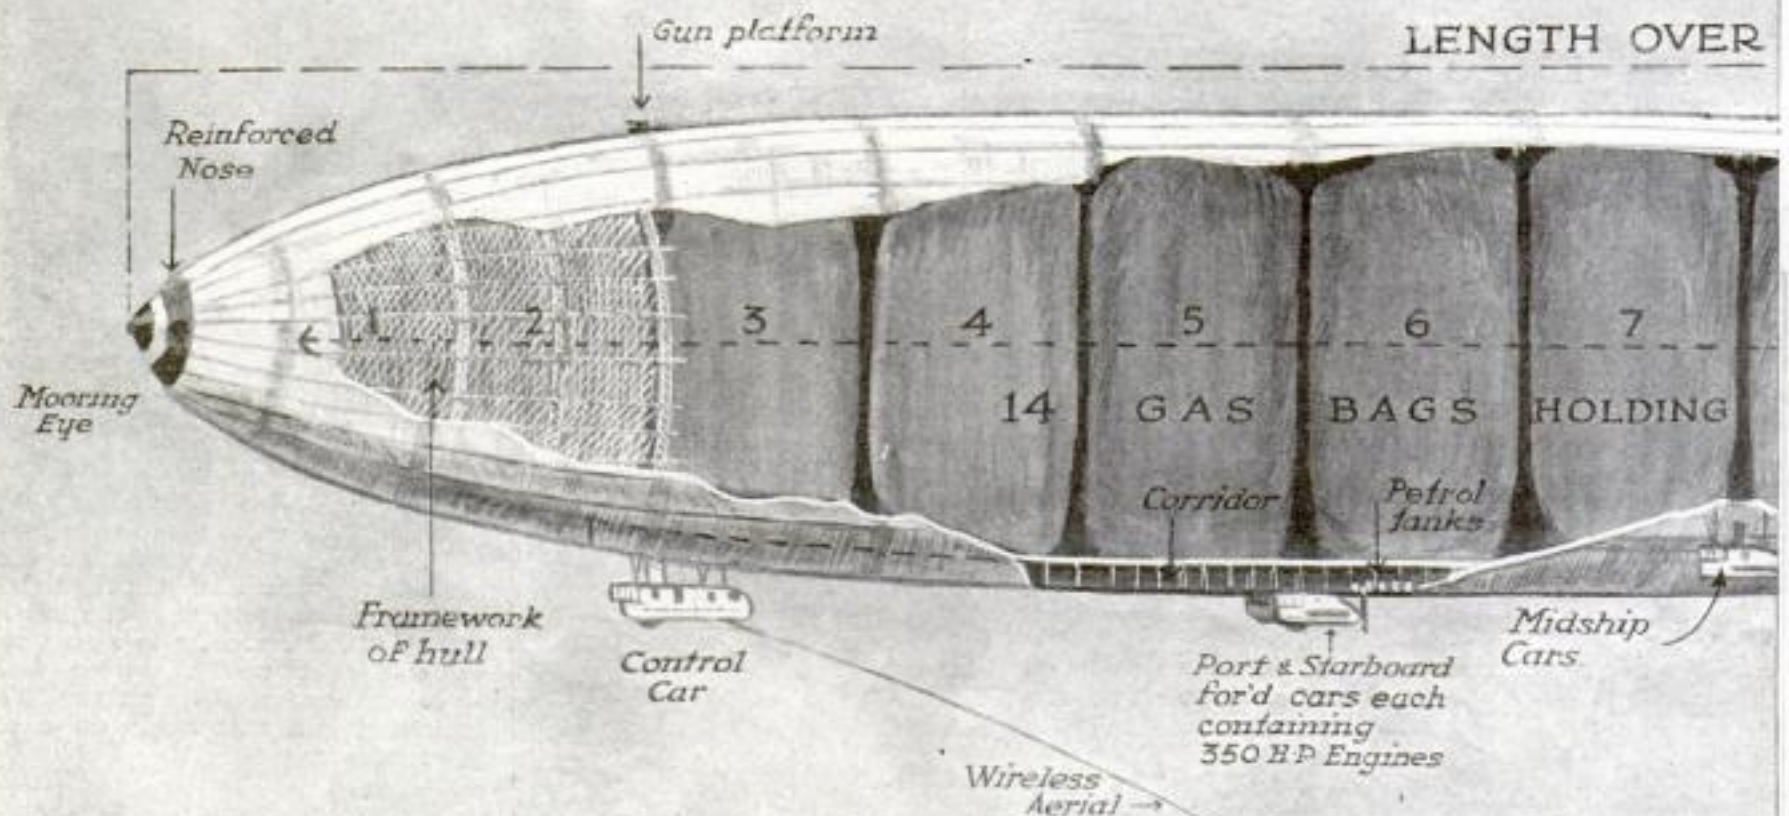 Gun platform
LENGTH OVER
Reinforced
Nose
1 2 3 4 5 6 7
Mooring
Eye
14 GAS BAGS HOLDING
Corridor
Petrol
tanks
Framework
of hull
Control
Car
Port & Starboard
for'd cars each
containing
350 H.P Engines
Midship
Cars
Wireless
Aerial